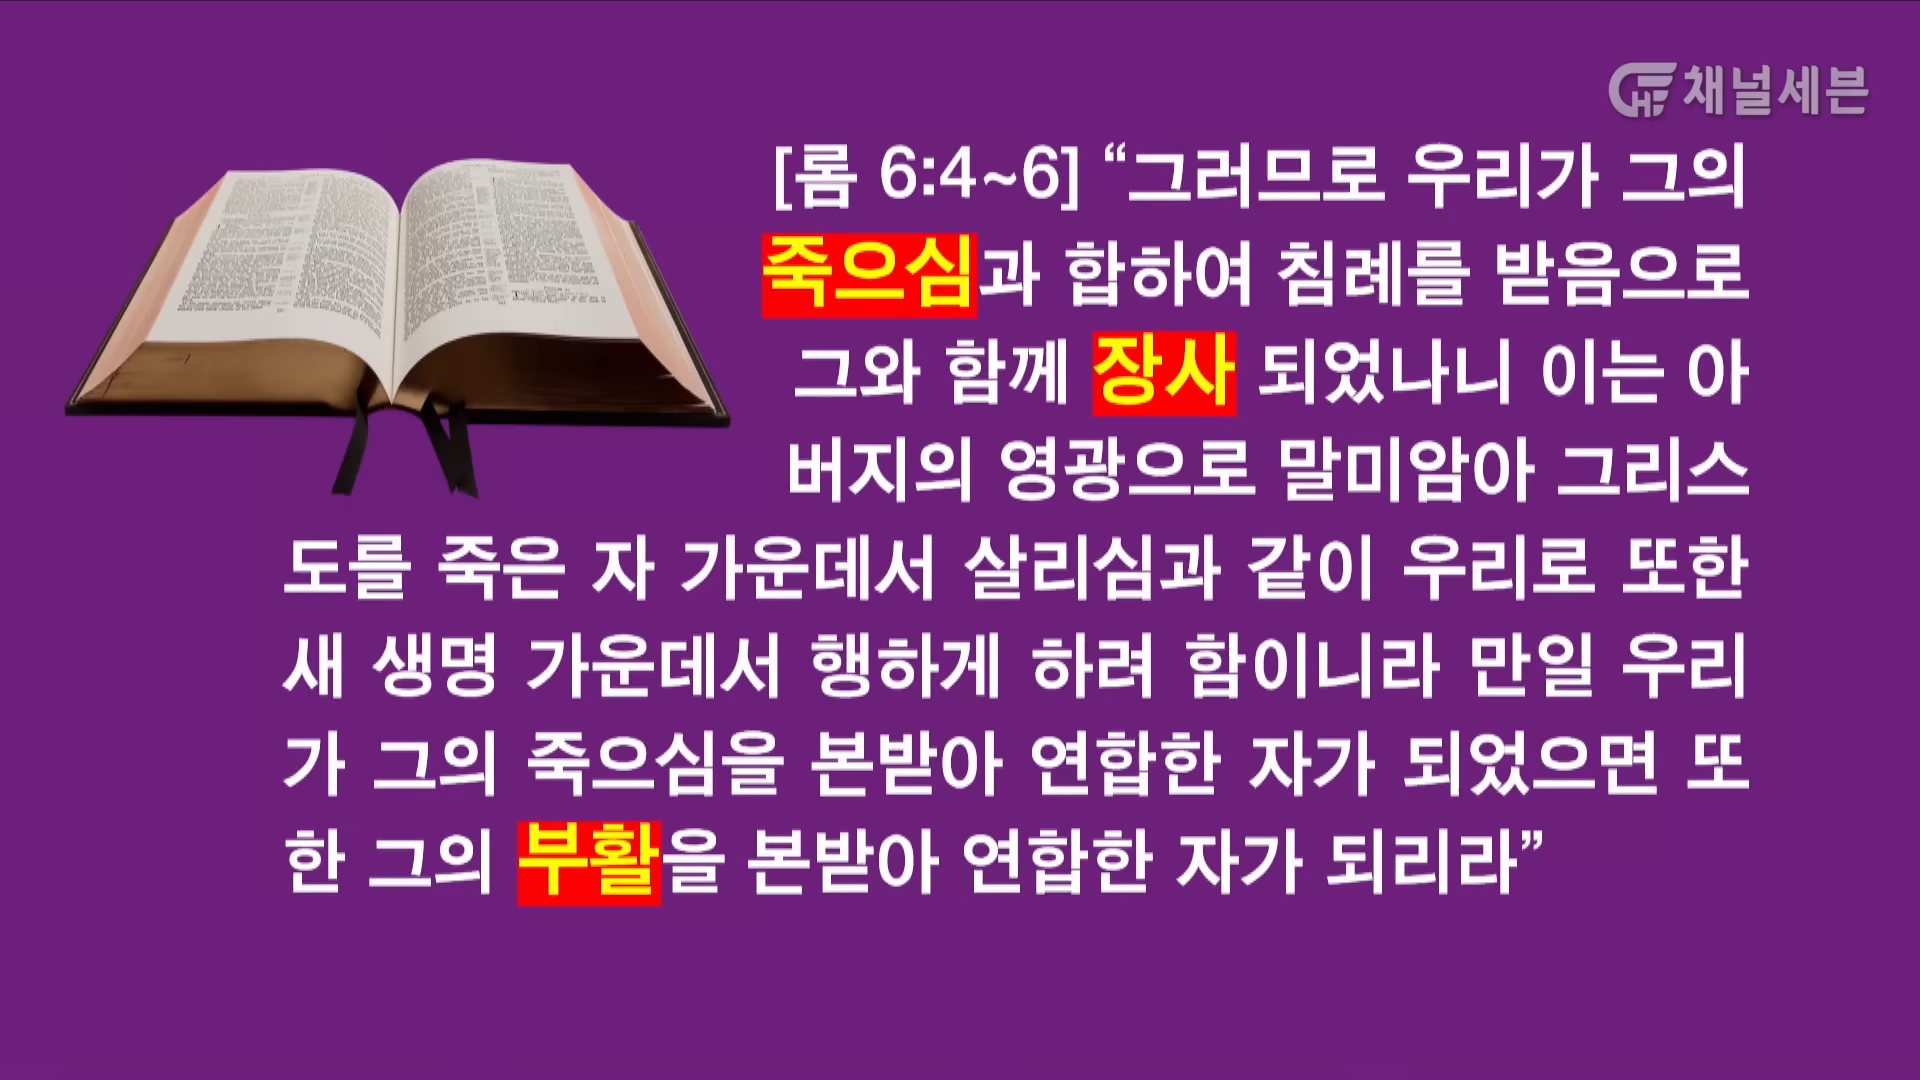 채널세븐
[롬 6:4~6] “그러므로 우리가 그의
죽으심과 합하여 침례를 받음으로
그와 함께 장사 되었나니 이는 아
버지의 영광으로 말미암아 그리스
도를 죽은 자 가운데서 살리심과 같이 우리로 또한
새 생명 가운데서 행하게 하려 함이니라 만일 우리
가 그의 죽으심을 본받아 연합한 자가 되었으면 또
한 그의 부활을 본받아 연합한 자가 되리라”